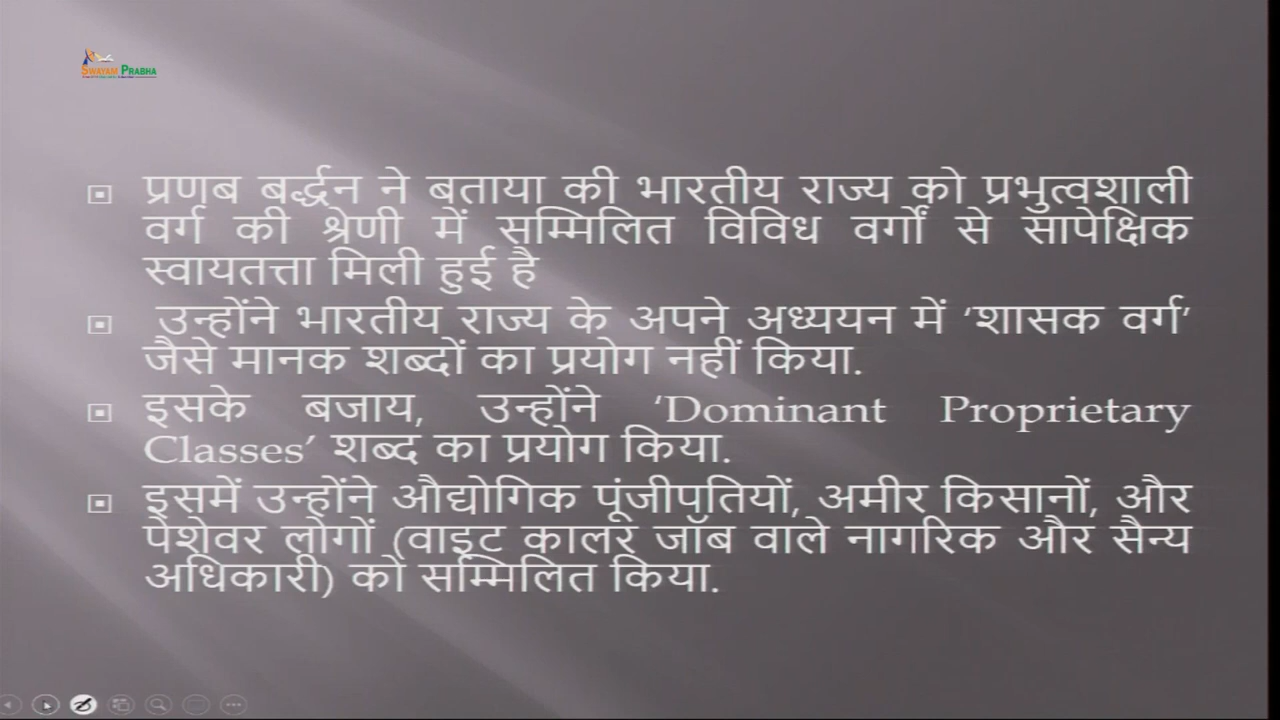 SWAYAM PRABHA
प्रणब बर्द्धन ने बताया की भारतीय राज्य को प्रभुत्वशाली
वर्ग की श्रेणी में सम्मिलित विविध वर्गों से सापेक्षिक
स्वायतत्ता मिली हुई है
उन्होंने भारतीय राज्य के अपने अध्ययन में ‘शासक वर्ग’
जैसे मानक शब्दों का प्रयोग नहीं किया.
इसके बजाय, उन्होंने ‘Dominant Proprietary
Classes’ शब्द का प्रयोग किया.
इसमें उन्होंने औद्योगिक पूंजीपतियों, अमीर किसानों, और
पेशेवर लोगों (वाइट कालर जॉब वाले नागरिक और सैन्य
अधिकारी) को सम्मिलित किया.